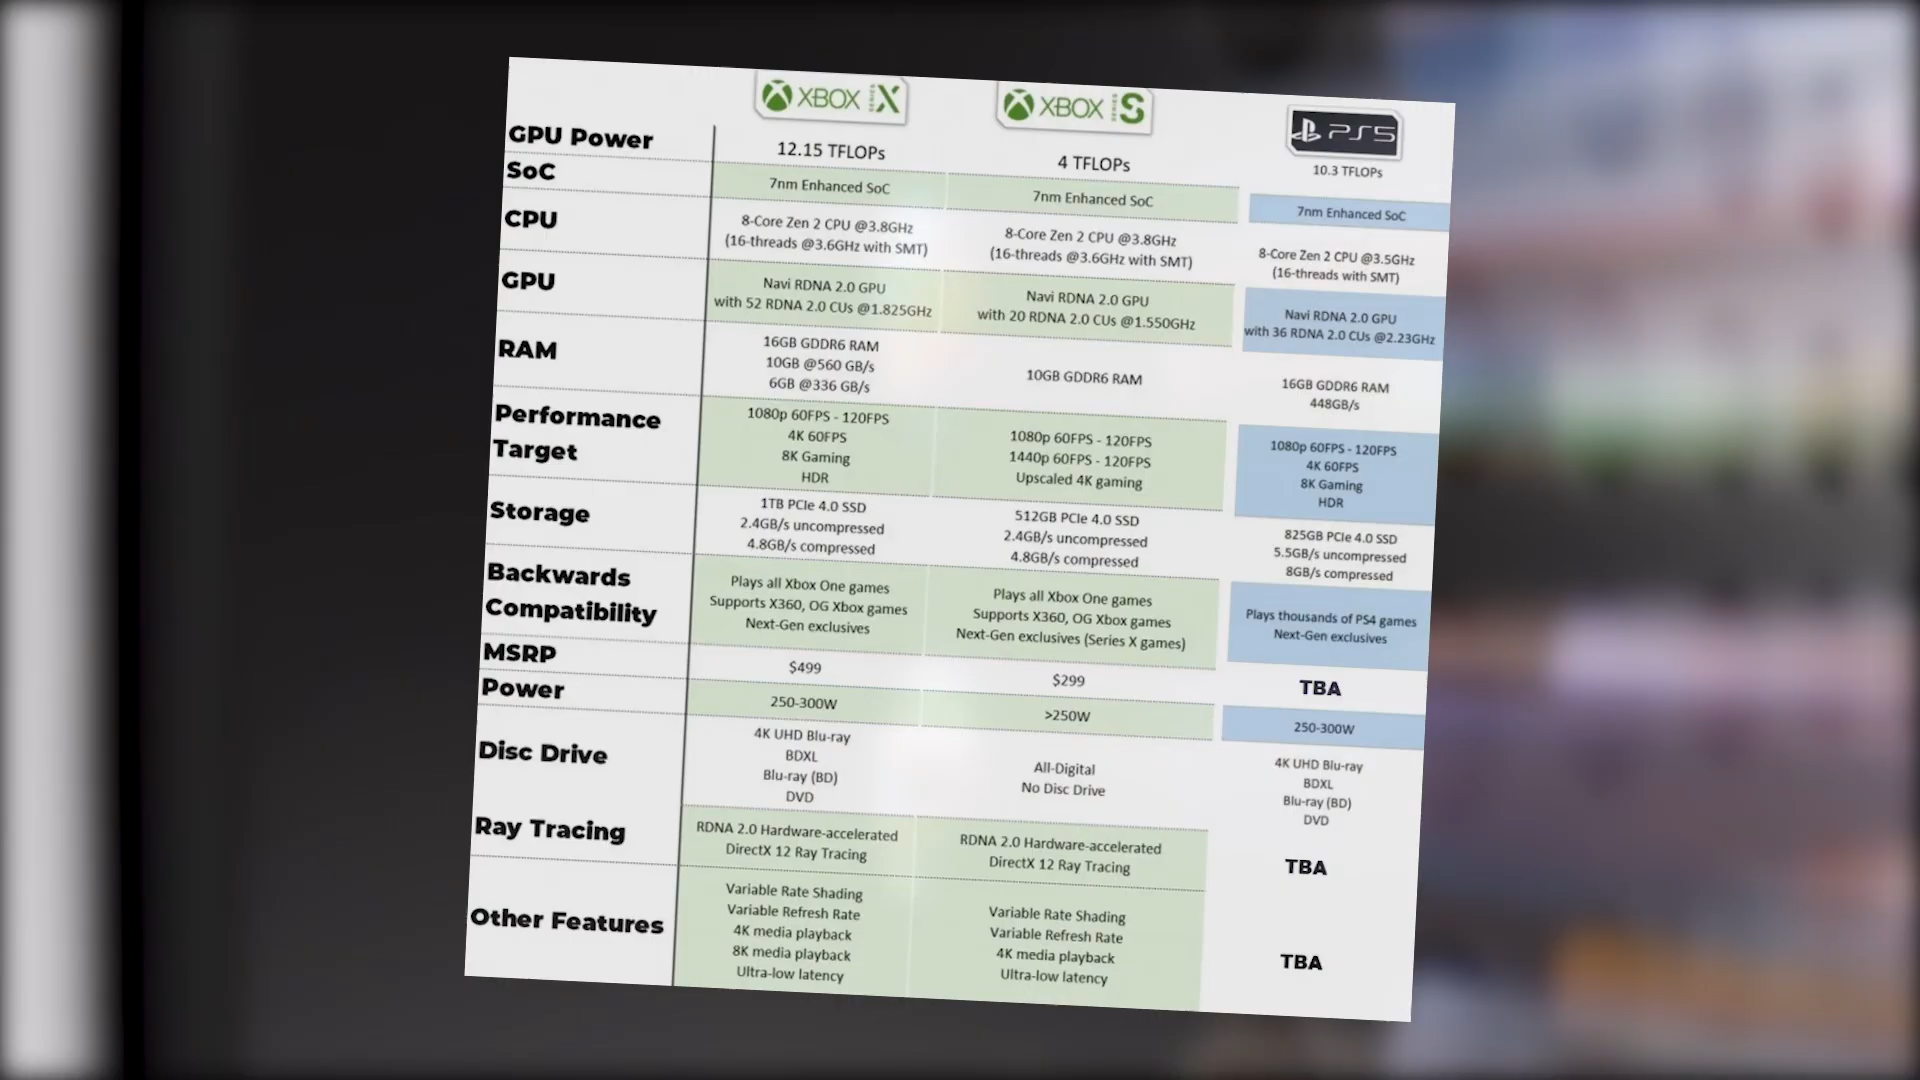 XBOX SERIES X
XBOX SERIES S
PS5
GPU Power
12.15 TFLOPs
4 TFLOPs
10.3 TFLOPs
SoC
7nm Enhanced SoC
7nm Enhanced SoC
7nm Enhanced SoC
CPU
8-Core Zen 2 CPU @3.8GHz
(16-threads @3.6GHz with SMT)
8-Core Zen 2 CPU @3.8GHz
(16-threads @3.6GHz with SMT)
8-Core Zen 2 CPU @3.5GHz
(16-threads with SMT)
GPU
Navi RDNA 2.0 GPU
with 52 RDNA 2.0 CUs @1.825GHz
Navi RDNA 2.0 GPU
with 20 RDNA 2.0 CUs @1.550GHz
Navi RDNA 2.0 GPU
with 36 RDNA 2.0 CUs @2.23GHz
RAM
16GB GDDR6 RAM
10GB @560 GB/s
6GB @336 GB/s
10GB GDDR6 RAM
16GB GDDR6 RAM
448GB/s
Performance
Target
1080p 60FPS - 120FPS
4K 60FPS
8K Gaming
HDR
1080p 60FPS - 120FPS
1440p 60FPS - 120FPS
Upscaled 4K gaming
1080p 60FPS - 120FPS
4K 60FPS
8K Gaming
HDR
Storage
1TB PCIe 4.0 SSD
2.4GB/s uncompressed
4.8GB/s compressed
512GB PCIe 4.0 SSD
2.4GB/s uncompressed
4.8GB/s compressed
825GB PCIe 4.0 SSD
5.5GB/s uncompressed
8GB/s compressed
Backwards
Compatibility
Plays all Xbox One games
Supports X360, OG Xbox games
Next-Gen exclusives
Plays all Xbox One games
Supports X360, OG Xbox games
Next-Gen exclusives (Series X games)
Plays thousands of PS4 games
Next-Gen exclusives
MSRP
$499
$299
TBA
Power
250-300W
>250W
250-300W
Disc Drive
4K UHD Blu-ray
BDXL
Blu-ray (BD)
DVD
All-Digital
No Disc Drive
4K UHD Blu-ray
BDXL
Blu-ray (BD)
DVD
Ray Tracing
RDNA 2.0 Hardware-accelerated
DirectX 12 Ray Tracing
RDNA 2.0 Hardware-accelerated
DirectX 12 Ray Tracing
TBA
Other Features
Variable Rate Shading
Variable Refresh Rate
4K media playback
8K media playback
Ultra-low latency
Variable Rate Shading
Variable Refresh Rate
4K media playback
Ultra-low latency
TBA